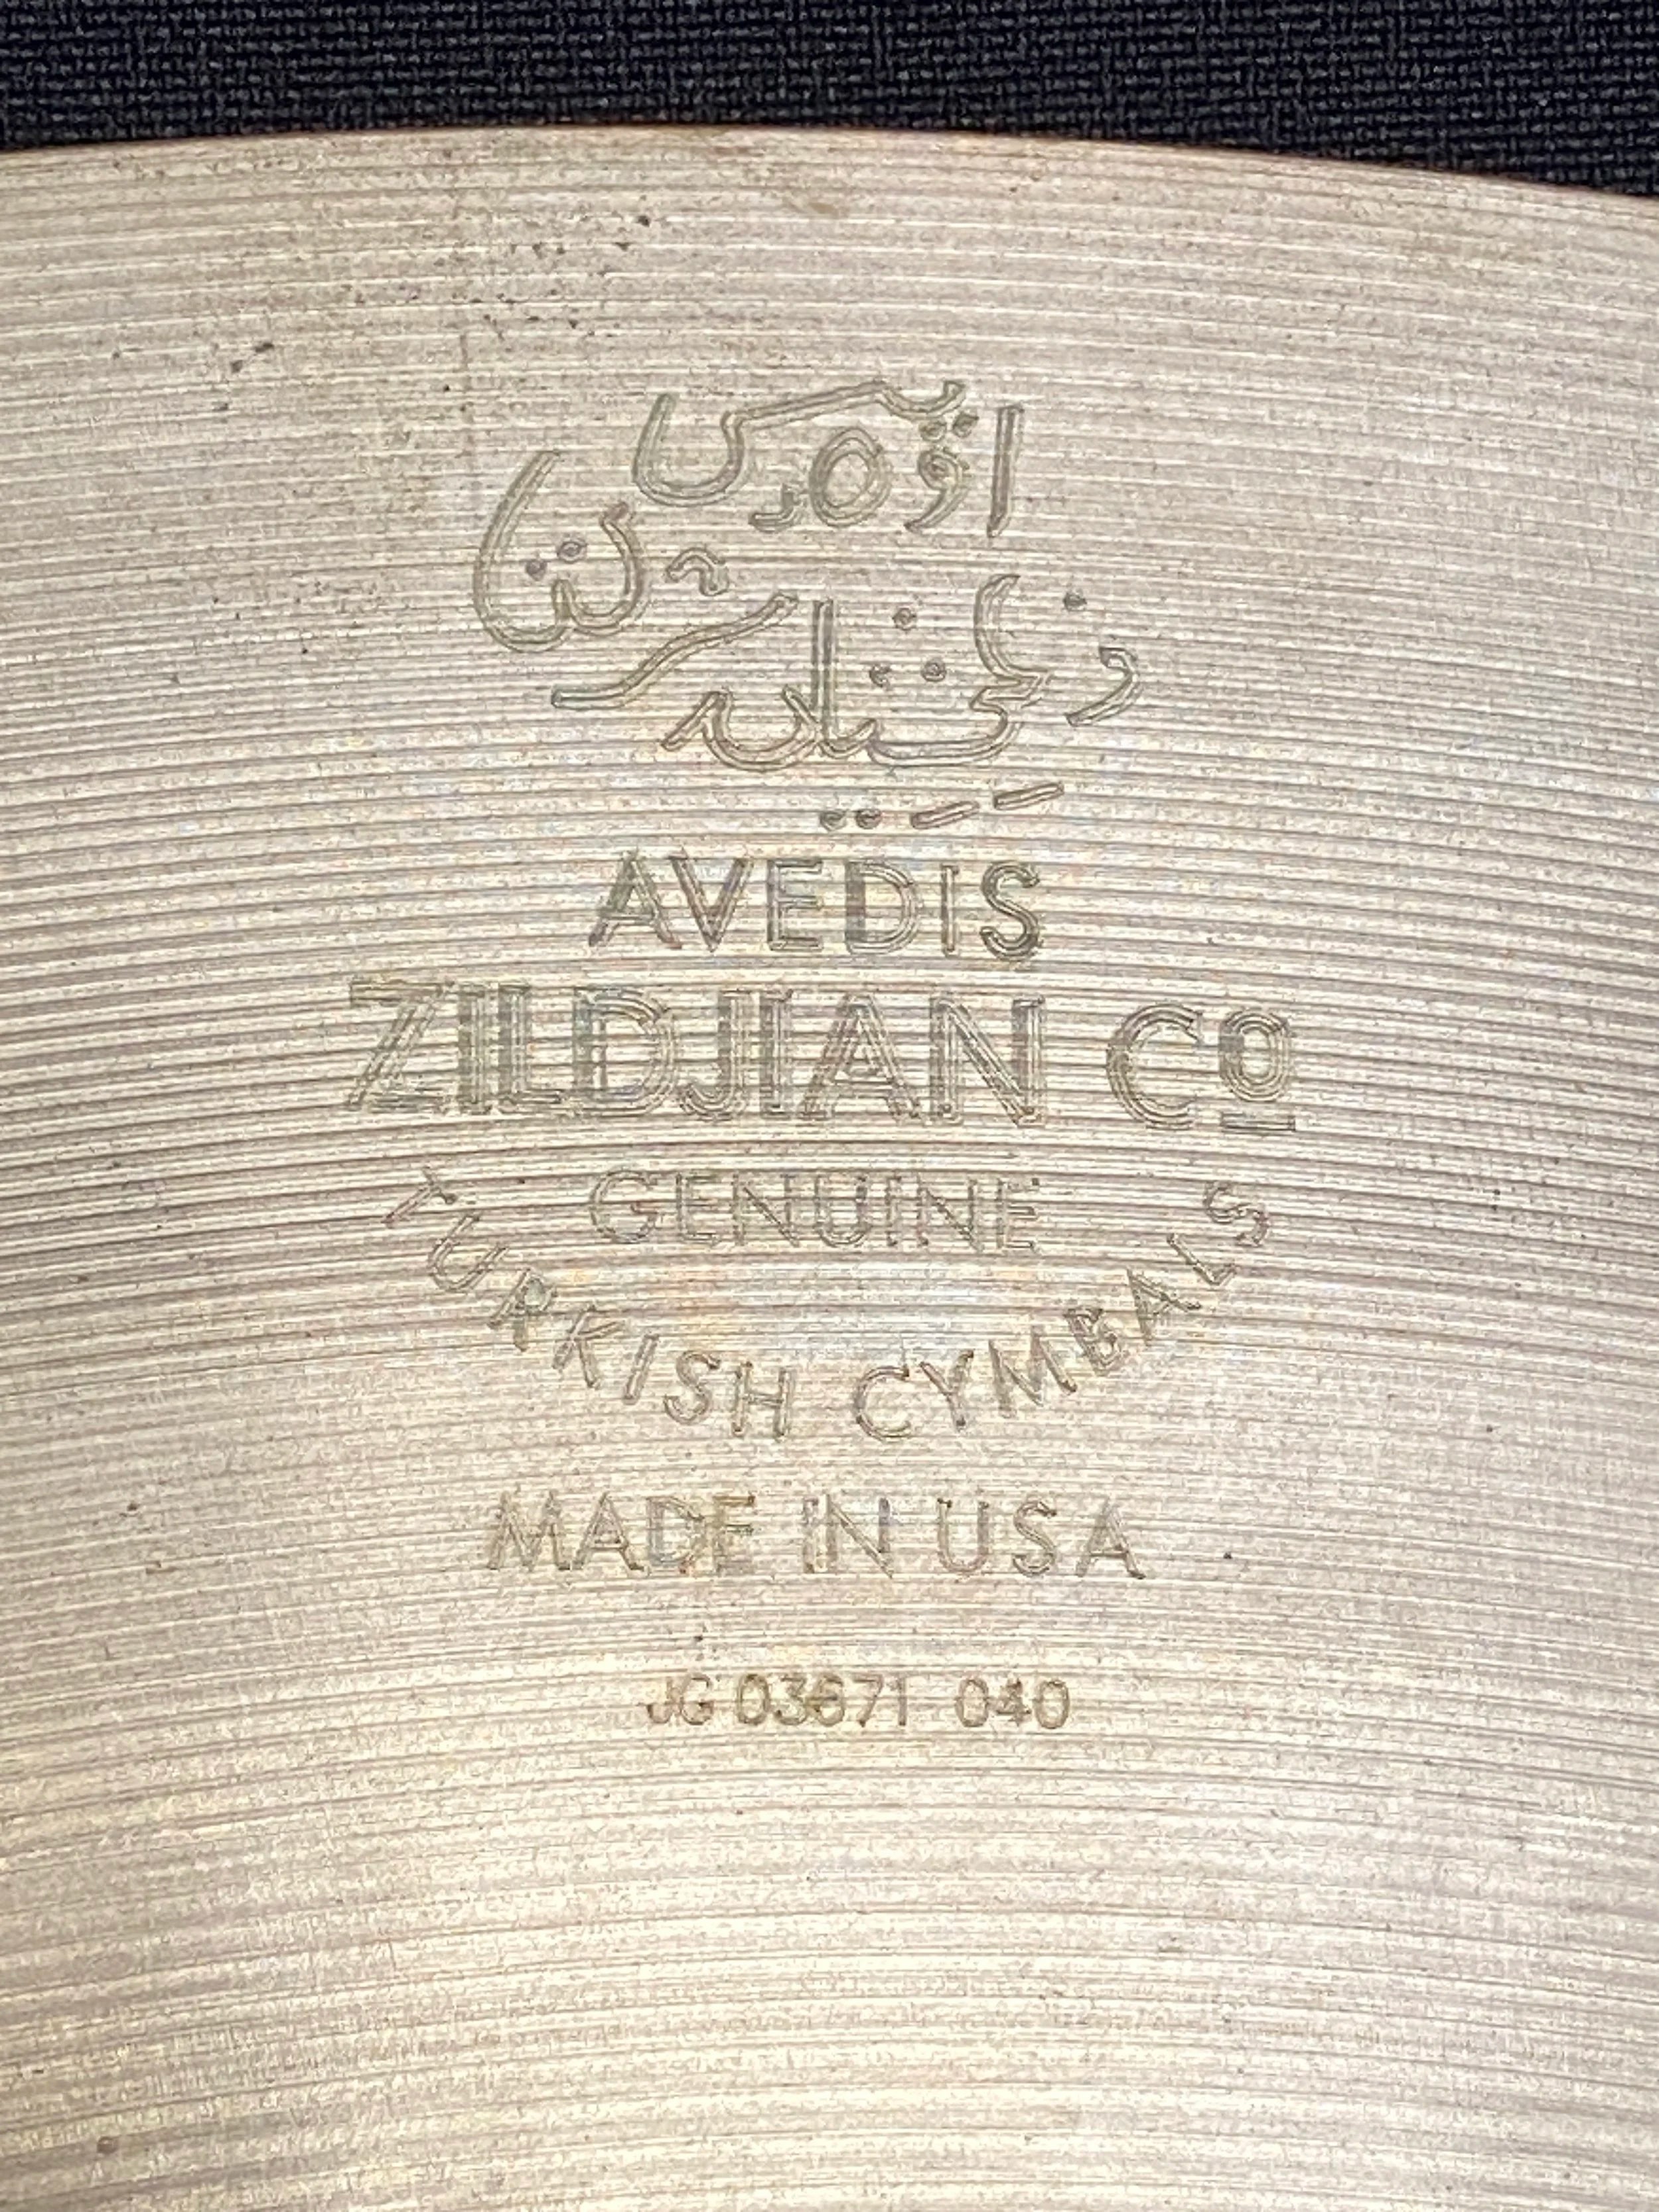 AVEDIS
ZILDJIAN Cº
GENUINE
TURKISH CYMBALS
MADE IN USA
JG 03671 040